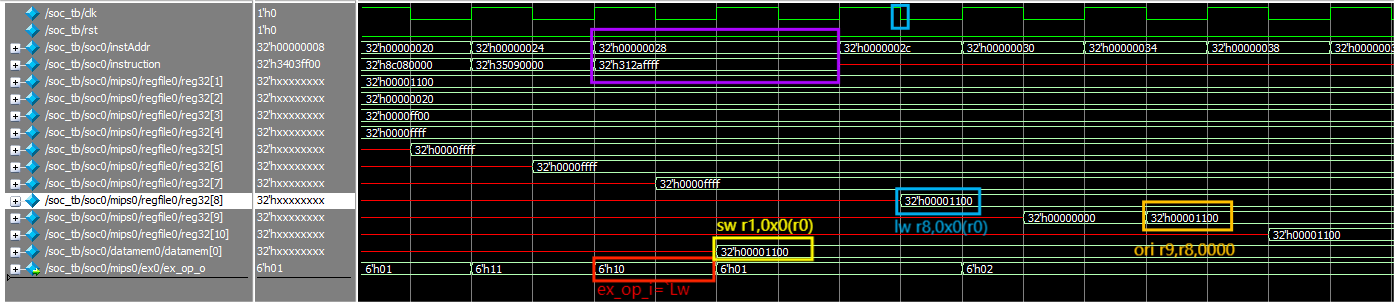 /soc_tb/clk 1'h0
/soc_tb/rst 1'h0
/soc_tb/soc0/instAddr 32'h00000008 32'h00000020 32'h00000024 32'h00000028 32'h0000002c 32'h00000030 32'h00000034 32'h00000038 32'h0000003
/soc_tb/soc0/instruction 32'h3403ff00 32'h8c080000 32'h35090000 32'h312affff
/soc_tb/soc0/mips0/regfile0/reg32[1] 32'hxxxxxxxx 32'h00001100
/soc_tb/soc0/mips0/regfile0/reg32[2] 32'hxxxxxxxx 32'h00000020
/soc_tb/soc0/mips0/regfile0/reg32[3] 32'hxxxxxxxx 32'h0000ff00
/soc_tb/soc0/mips0/regfile0/reg32[4] 32'hxxxxxxxx 32'h0000ffff
/soc_tb/soc0/mips0/regfile0/reg32[5] 32'hxxxxxxxx 32'h0000ffff
/soc_tb/soc0/mips0/regfile0/reg32[6] 32'hxxxxxxxx 32'h0000ffff
/soc_tb/soc0/mips0/regfile0/reg32[7] 32'hxxxxxxxx 32'h0000ffff
/soc_tb/soc0/mips0/regfile0/reg32[8] 32'hxxxxxxxx 32'h00001100
/soc_tb/soc0/mips0/regfile0/reg32[9] 32'hxxxxxxxx 32'h00000000 32'h00001100
sw r1,0x0(r0) lw r8,0x0(r0)
/soc_tb/soc0/mips0/regfile0/reg32[10] 32'hxxxxxxxx 32'h00001100
/soc_tb/soc0/datamem0/datamem[0] 32'hxxxxxxxx 32'h00001100 ori r9,r8,0000
/soc_tb/soc0/mips0/ex0/ex_op_o 6'h01 6'h01 6'h11 6'h10 6'h01 6'h02
ex_op_i=`Lw